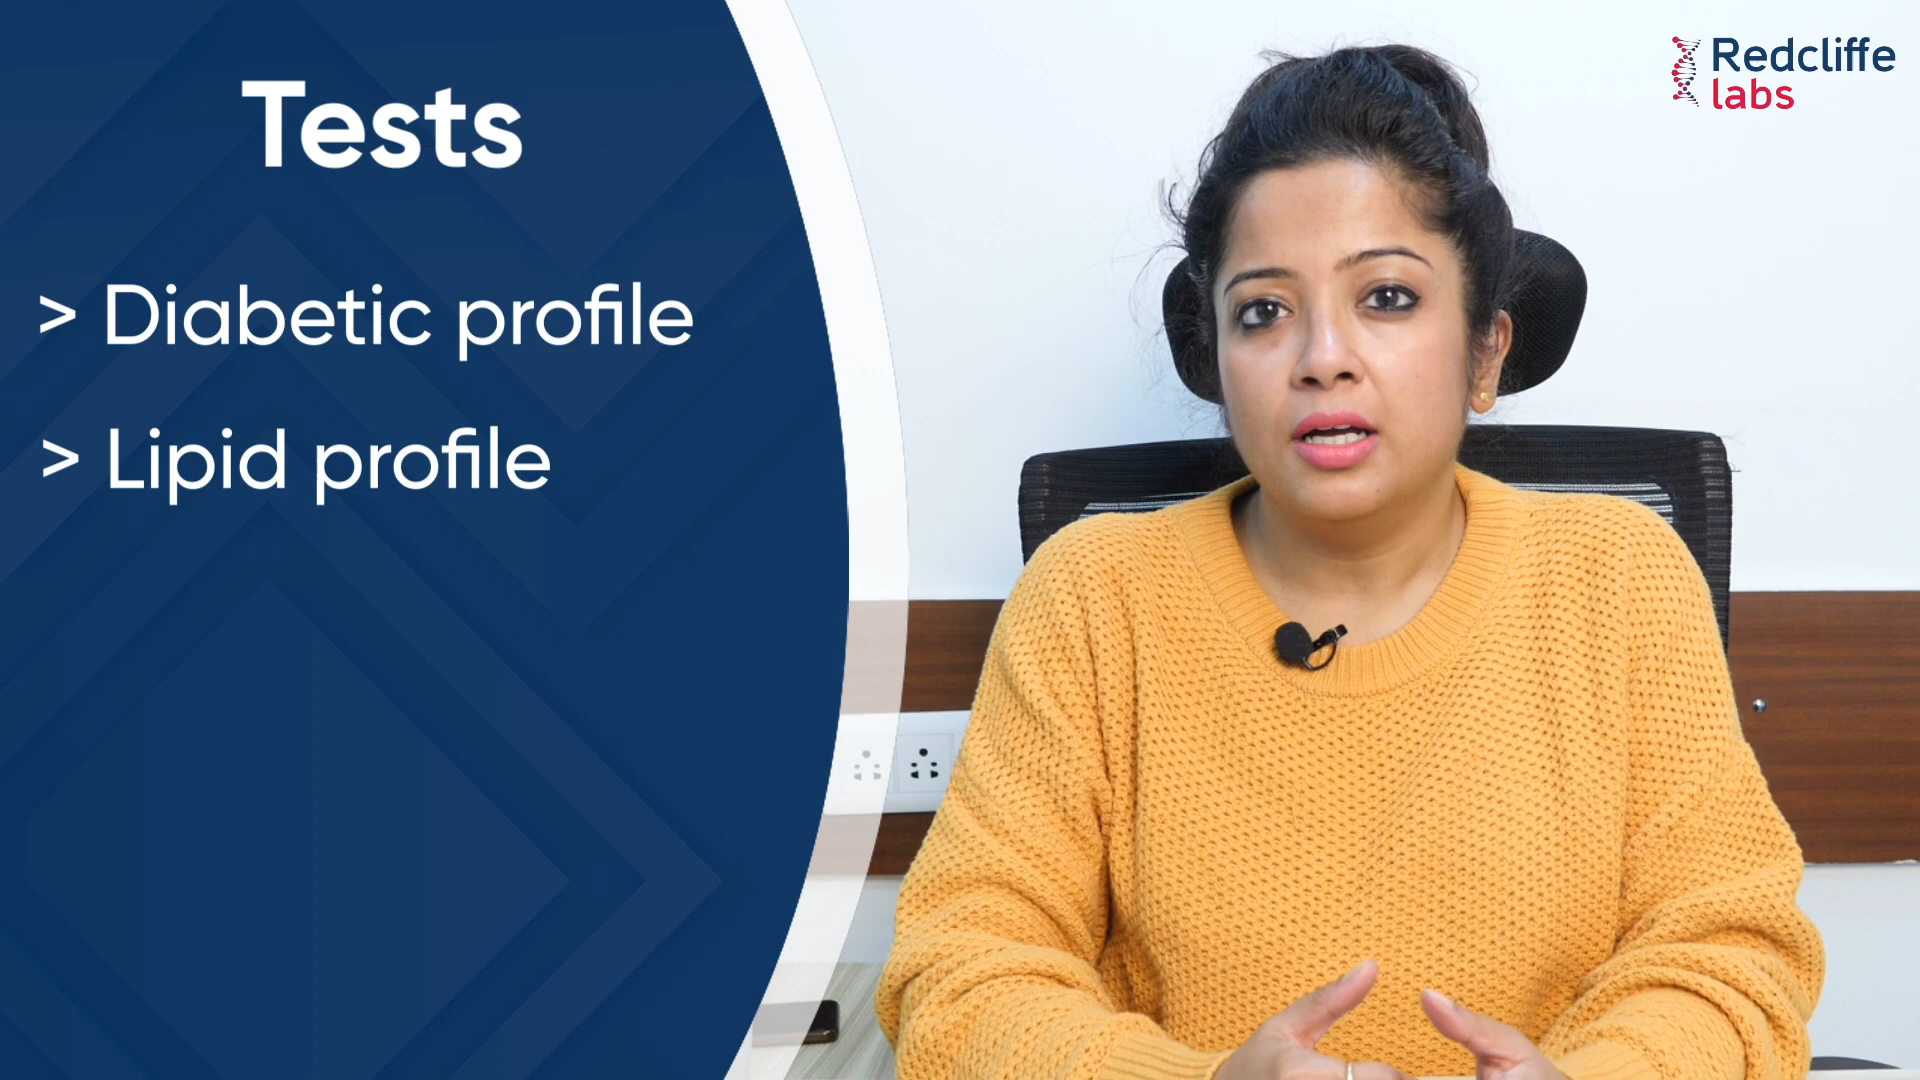 Tests
> Diabetic profile
> Lipid profile
Redcliffe
labs